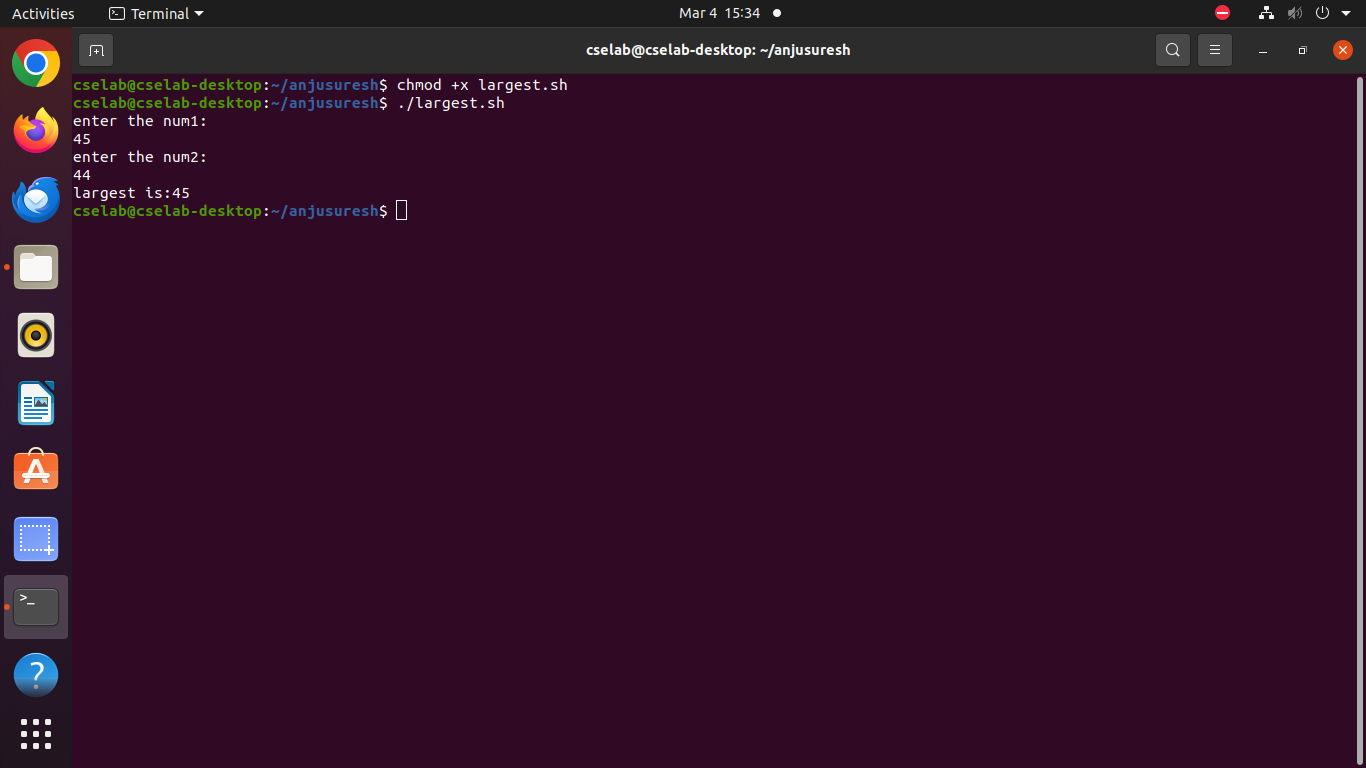 Activities
Terminal
Mar 4 15:34
cselab@cselab-desktop: ~/anjusuresh
cselab@cselab-desktop:~/anjusuresh$ chmod +x largest.sh
cselab@cselab-desktop:~/anjusuresh$ ./largest.sh
enter the num1:
45
enter the num2:
44
largest is:45
cselab@cselab-desktop:~/anjusuresh$